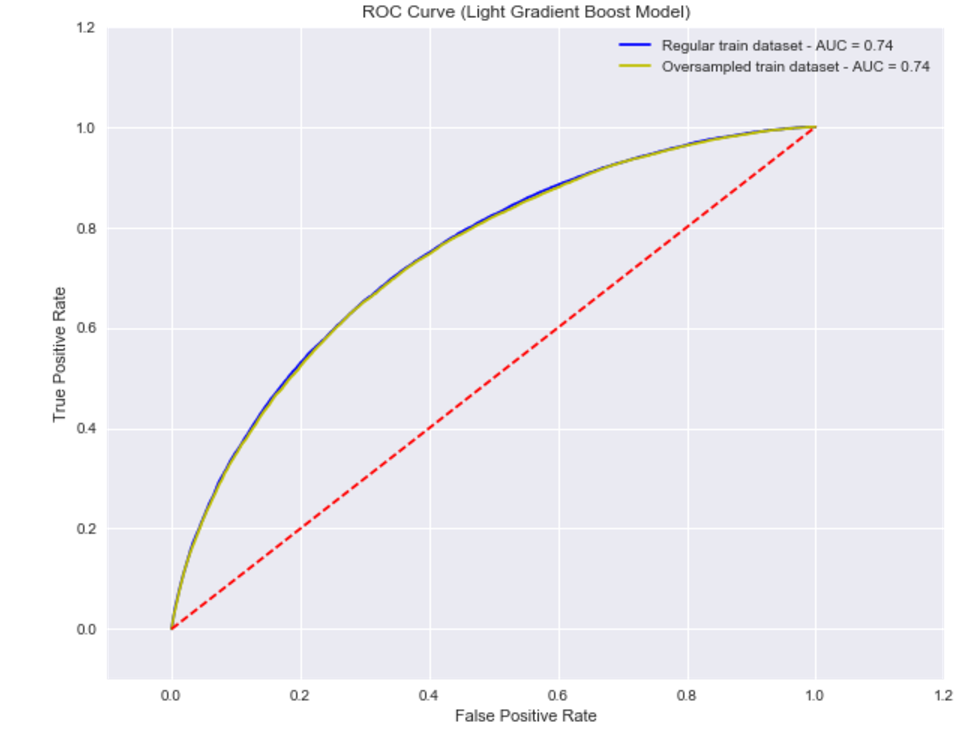 ROC Curve (Light Gradient Boost Model)
Regular train dataset - AUC = 0.74
Oversampled train dataset - AUC = 0.74
True Positive Rate
1.2
1.0
0.8
0.6
0.4
0.2
0.0
0.0 0.2 0.4 0.6 0.8 1.0 1.2
False Positive Rate